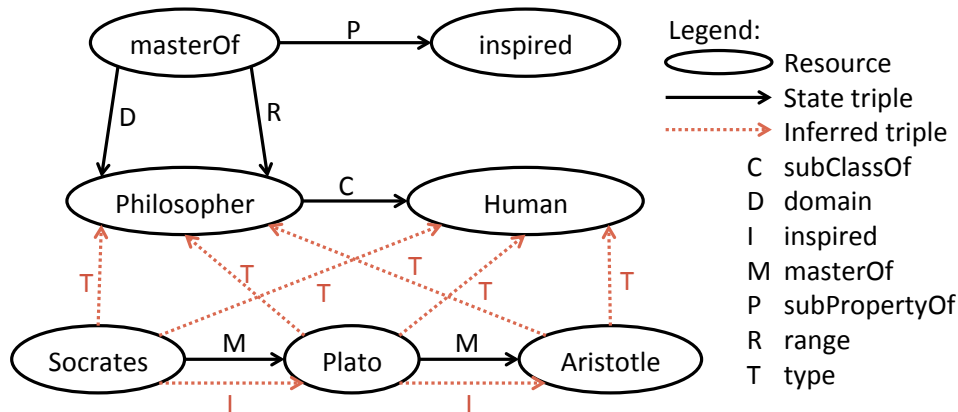 masterOf
P
inspired
D
R
Philosopher
C
Human
T
T
T
T
T
T
Socrates
M
Plato
M
Aristotle
I
I
Legend:
Resource
State triple
Inferred triple
C subClassOf
D domain
I inspired
M masterOf
P subPropertyOf
R range
T type